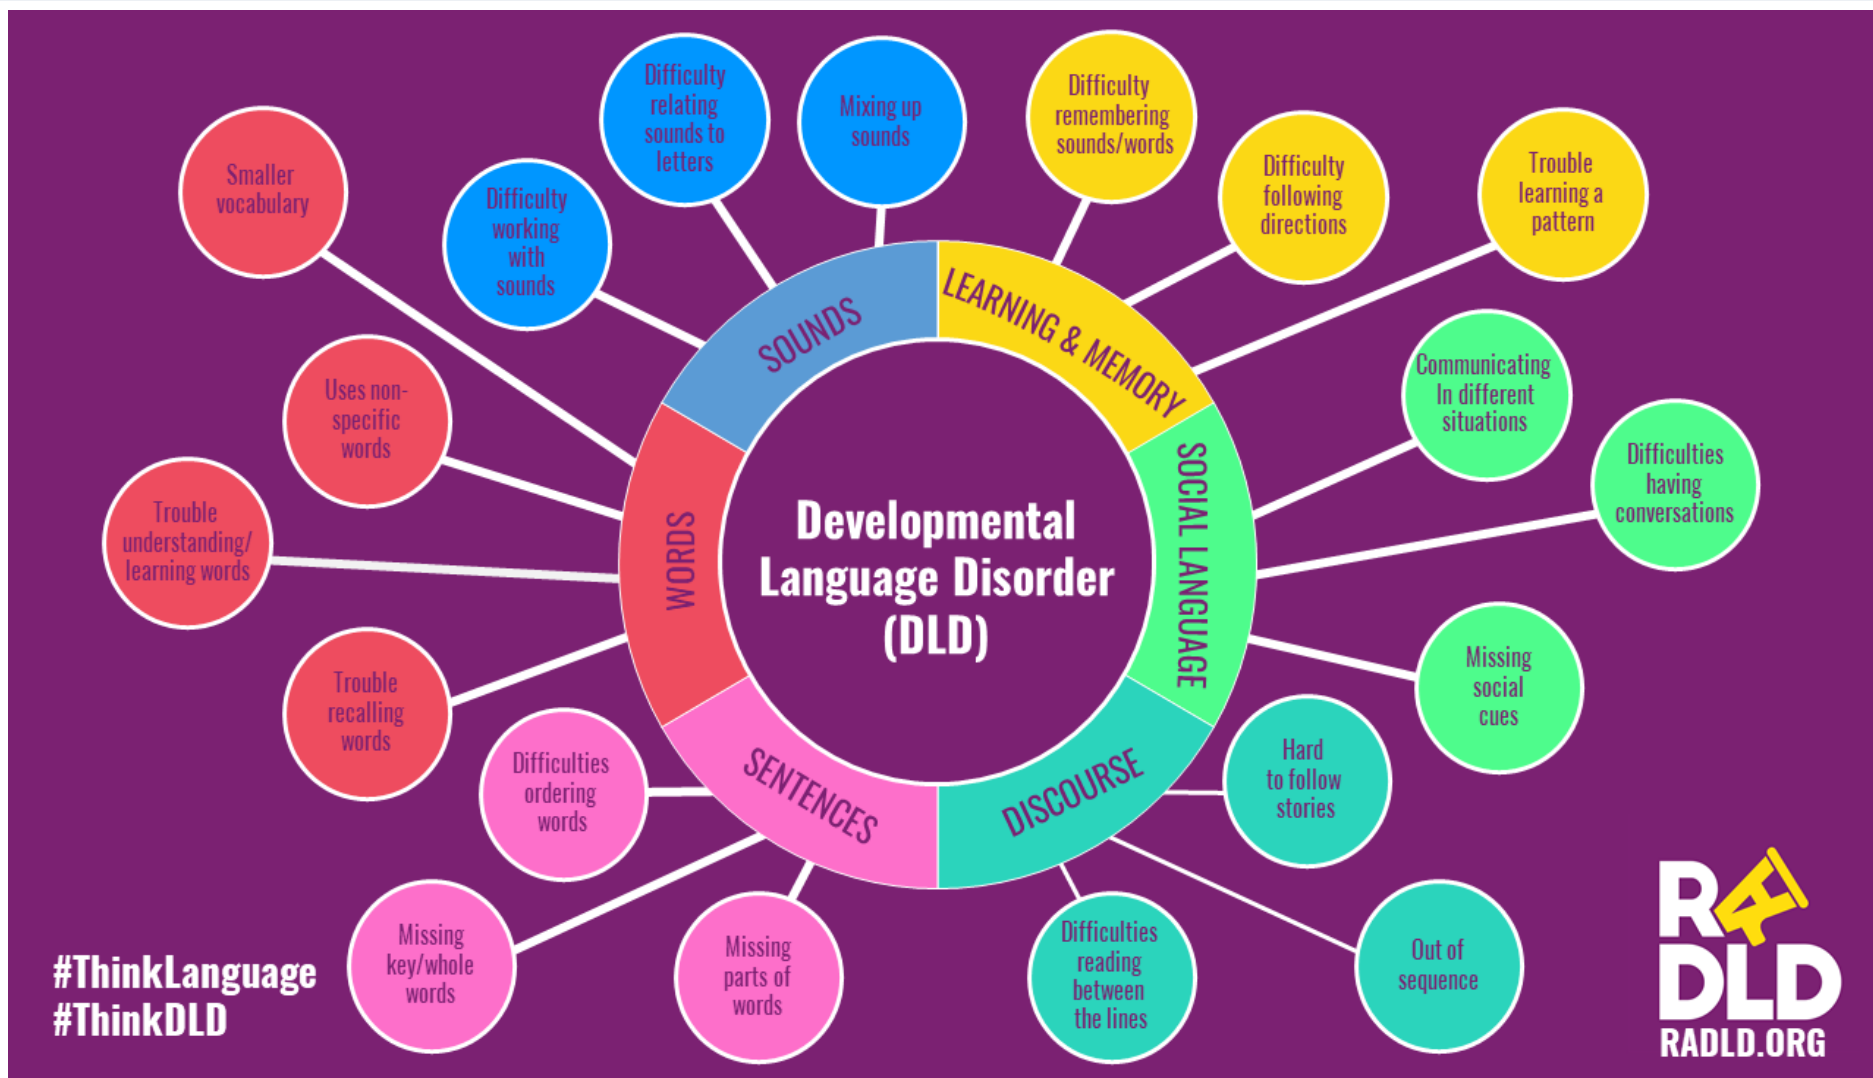 Developmental
Language Disorder
(DLD)
SOUNDS
Difficulty
working
with
sounds
Difficulty
relating
sounds to
letters
Mixing up
sounds
LEARNING & MEMORY
Difficulty
remembering
sounds/words
Difficulty
following
directions
Trouble
learning a
pattern
SOCIAL LANGUAGE
Communicating
In different
situations
Difficulties
having
conversations
Missing
social
cues
DISCOURSE
Hard
to follow
stories
Out of
sequence
Difficulties
reading
between
the lines
SENTENCES
Missing
parts of
words
Missing
key/whole
words
Difficulties
ordering
words
WORDS
Trouble
recalling
words
Trouble
understanding/
learning words
Uses non-
specific
words
Smaller
vocabulary
#ThinkLanguage
#ThinkDLD
RA
DLD
RADLD.ORG